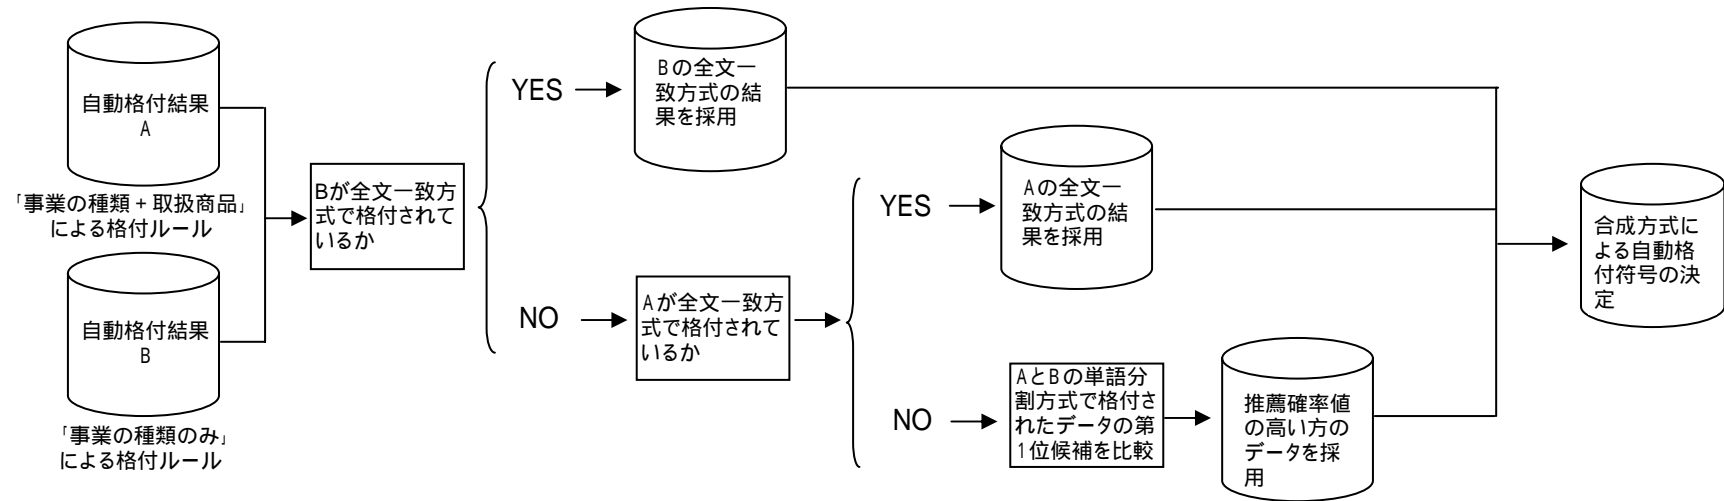 自動格付結果
A
「事業の種類+取扱商品」
による格付ルール
自動格付結果
B
「事業の種類のみ」
による格付ルール
Bが全文一致方
式で格付されて
いるか
YES
Bの全文一
致方式の結
果を採用
NO
Aが全文一致方
式で格付されて
いるか
YES
Aの全文一
致方式の結
果を採用
NO
AとBの単語分
割方式で格付さ
れたデータの第
1位候補を比較
推薦確率値
の高い方の
データを採
用
合成方式に
よる自動格
付符号の決
定